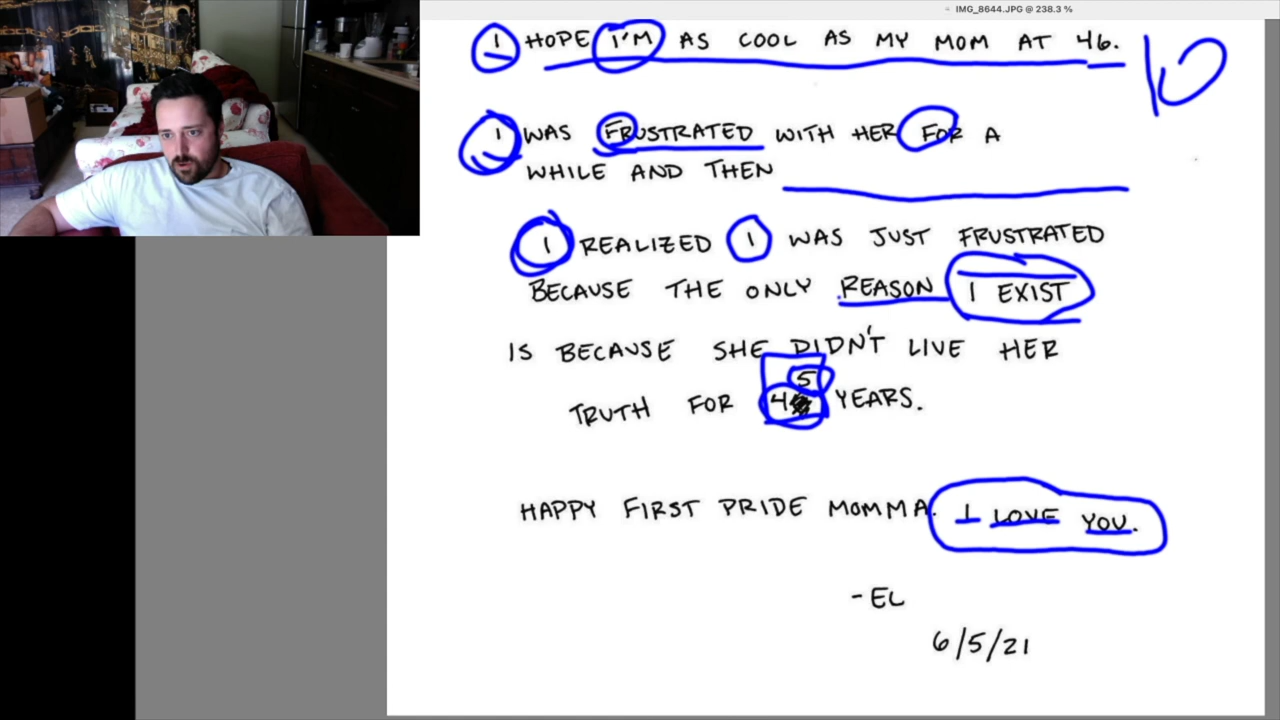 IMG_8644.JPG @ 238.3 %
I HOPE I'M AS COOL AS MY MOM AT 46.
10
I WAS FRUSTRATED WITH HER FOR A
WHILE AND THEN
I REALIZED I WAS JUST FRUSTRATED
BECAUSE THE ONLY REASON I EXIST
IS BECAUSE SHE DIDN'T LIVE HER
5
TRUTH FOR 4 YEARS.
HAPPY FIRST PRIDE MOMMA. I LOVE YOU.
-EL
6/5/21